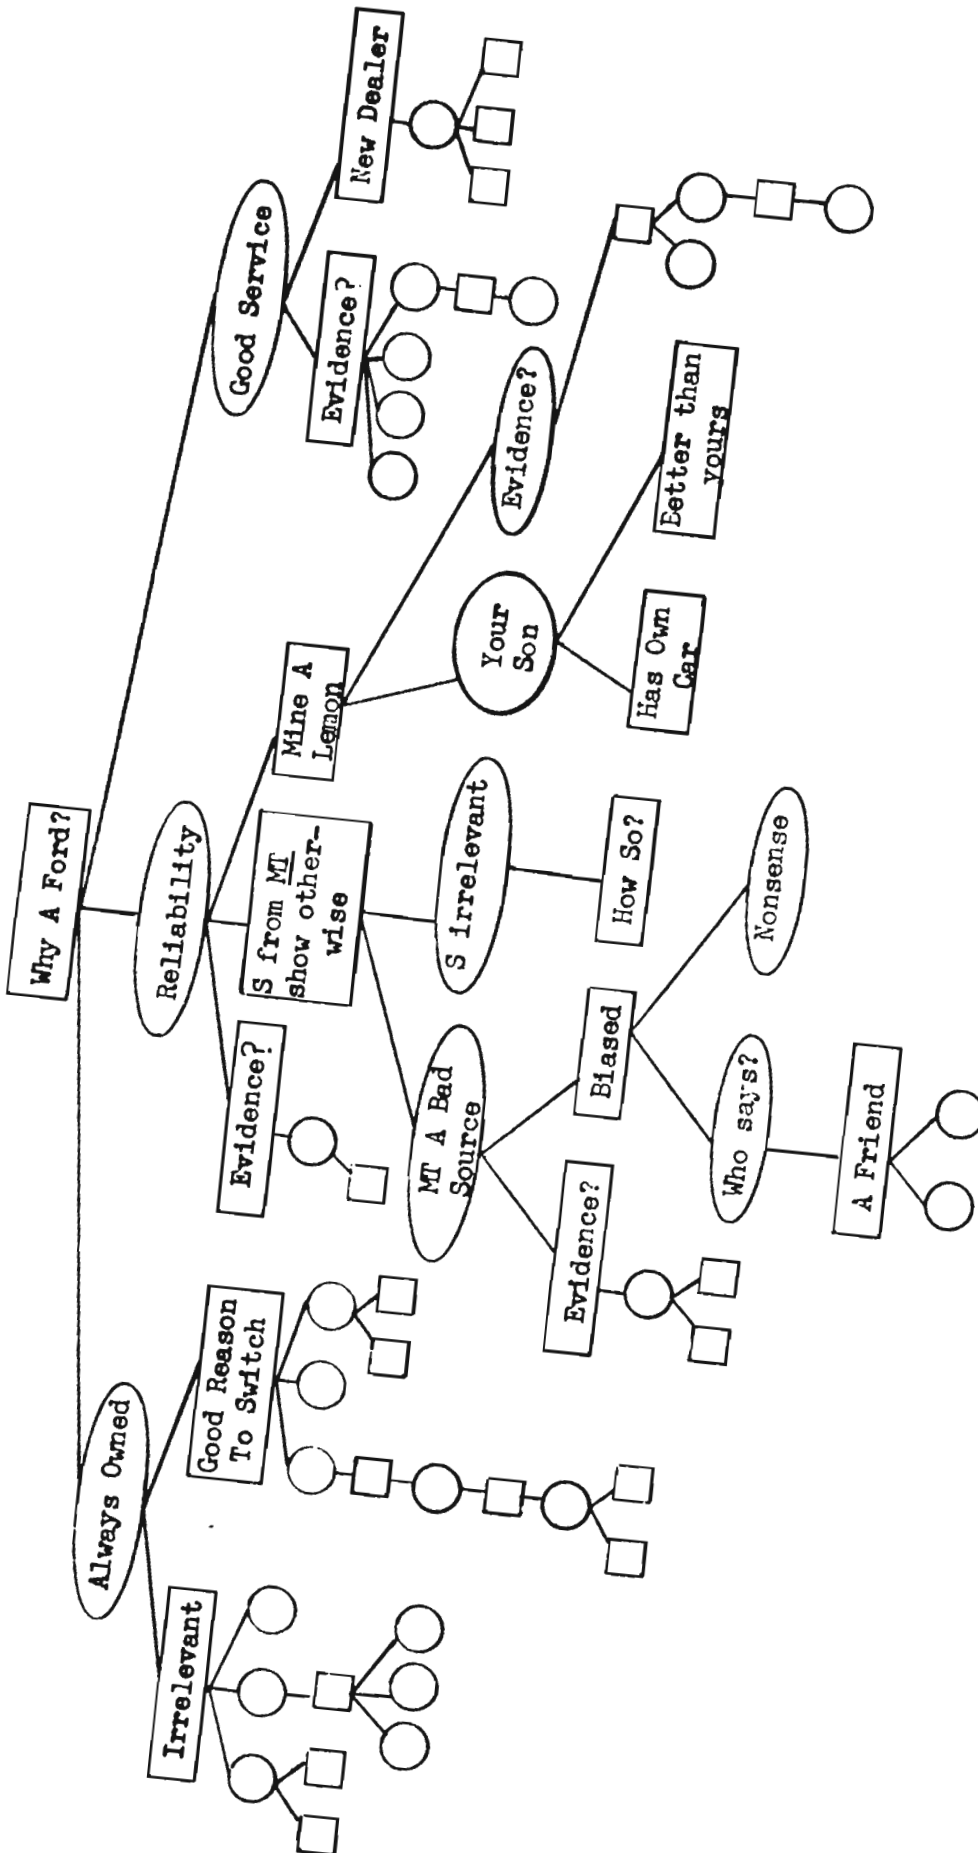 Why A Ford?
Always Owned
Reliability
Good Service
Irrelevant
Good Reason
To Switch
Evidence?
S from MT
show other-
wise
Mine A
Lemon
Evidence?
New Dealer
MT A Bad
Source
S irrelevant
Your
Son
Evidence?
Evidence?
Biased
How So?
Has Own
Car
Eetter than
yours
Who says?
Nonsense
A Friend